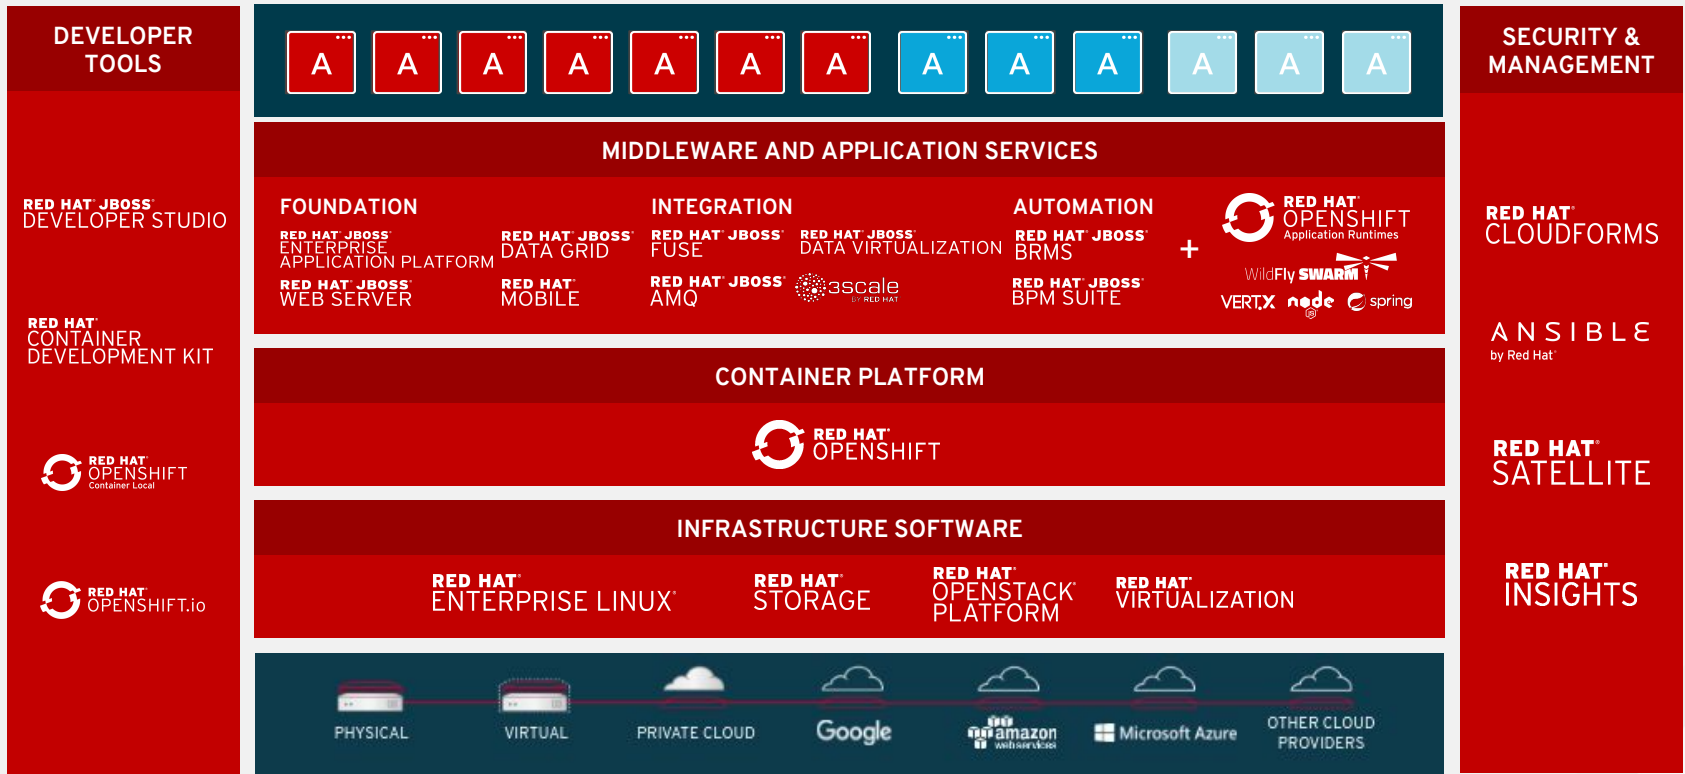 DEVELOPER
TOOLS
RED HAT® JBOSS®
DEVELOPER STUDIO
RED HAT®
CONTAINER
DEVELOPMENT KIT
RED HAT®
OPENSHIFT
Container Local
RED HAT®
OPENSHIFT.io
A A A A A A A A A A A A A
MIDDLEWARE AND APPLICATION SERVICES
FOUNDATION
RED HAT® JBOSS®
ENTERPRISE
APPLICATION PLATFORM
RED HAT® JBOSS®
DATA GRID
RED HAT® JBOSS®
WEB SERVER
RED HAT®
MOBILE
INTEGRATION
RED HAT® JBOSS®
FUSE
RED HAT® JBOSS®
DATA VIRTUALIZATION
RED HAT® JBOSS®
AMQ
3scale
BY RED HAT
AUTOMATION
RED HAT® JBOSS®
BRMS
RED HAT® JBOSS®
BPM SUITE
+
RED HAT®
OPENSHIFT
Application Runtimes
WildFly SWARM
VERT.X node JS spring
CONTAINER PLATFORM
RED HAT®
OPENSHIFT
INFRASTRUCTURE SOFTWARE
RED HAT®
ENTERPRISE LINUX®
RED HAT®
STORAGE
RED HAT®
OPENSTACK®
PLATFORM
RED HAT®
VIRTUALIZATION
PHYSICAL
VIRTUAL
PRIVATE CLOUD
Google
amazon
webservices
Microsoft Azure
OTHER CLOUD
PROVIDERS
SECURITY &
MANAGEMENT
RED HAT®
CLOUDFORMS
ANSIBLE
by Red Hat®
RED HAT®
SATELLITE
RED HAT®
INSIGHTS